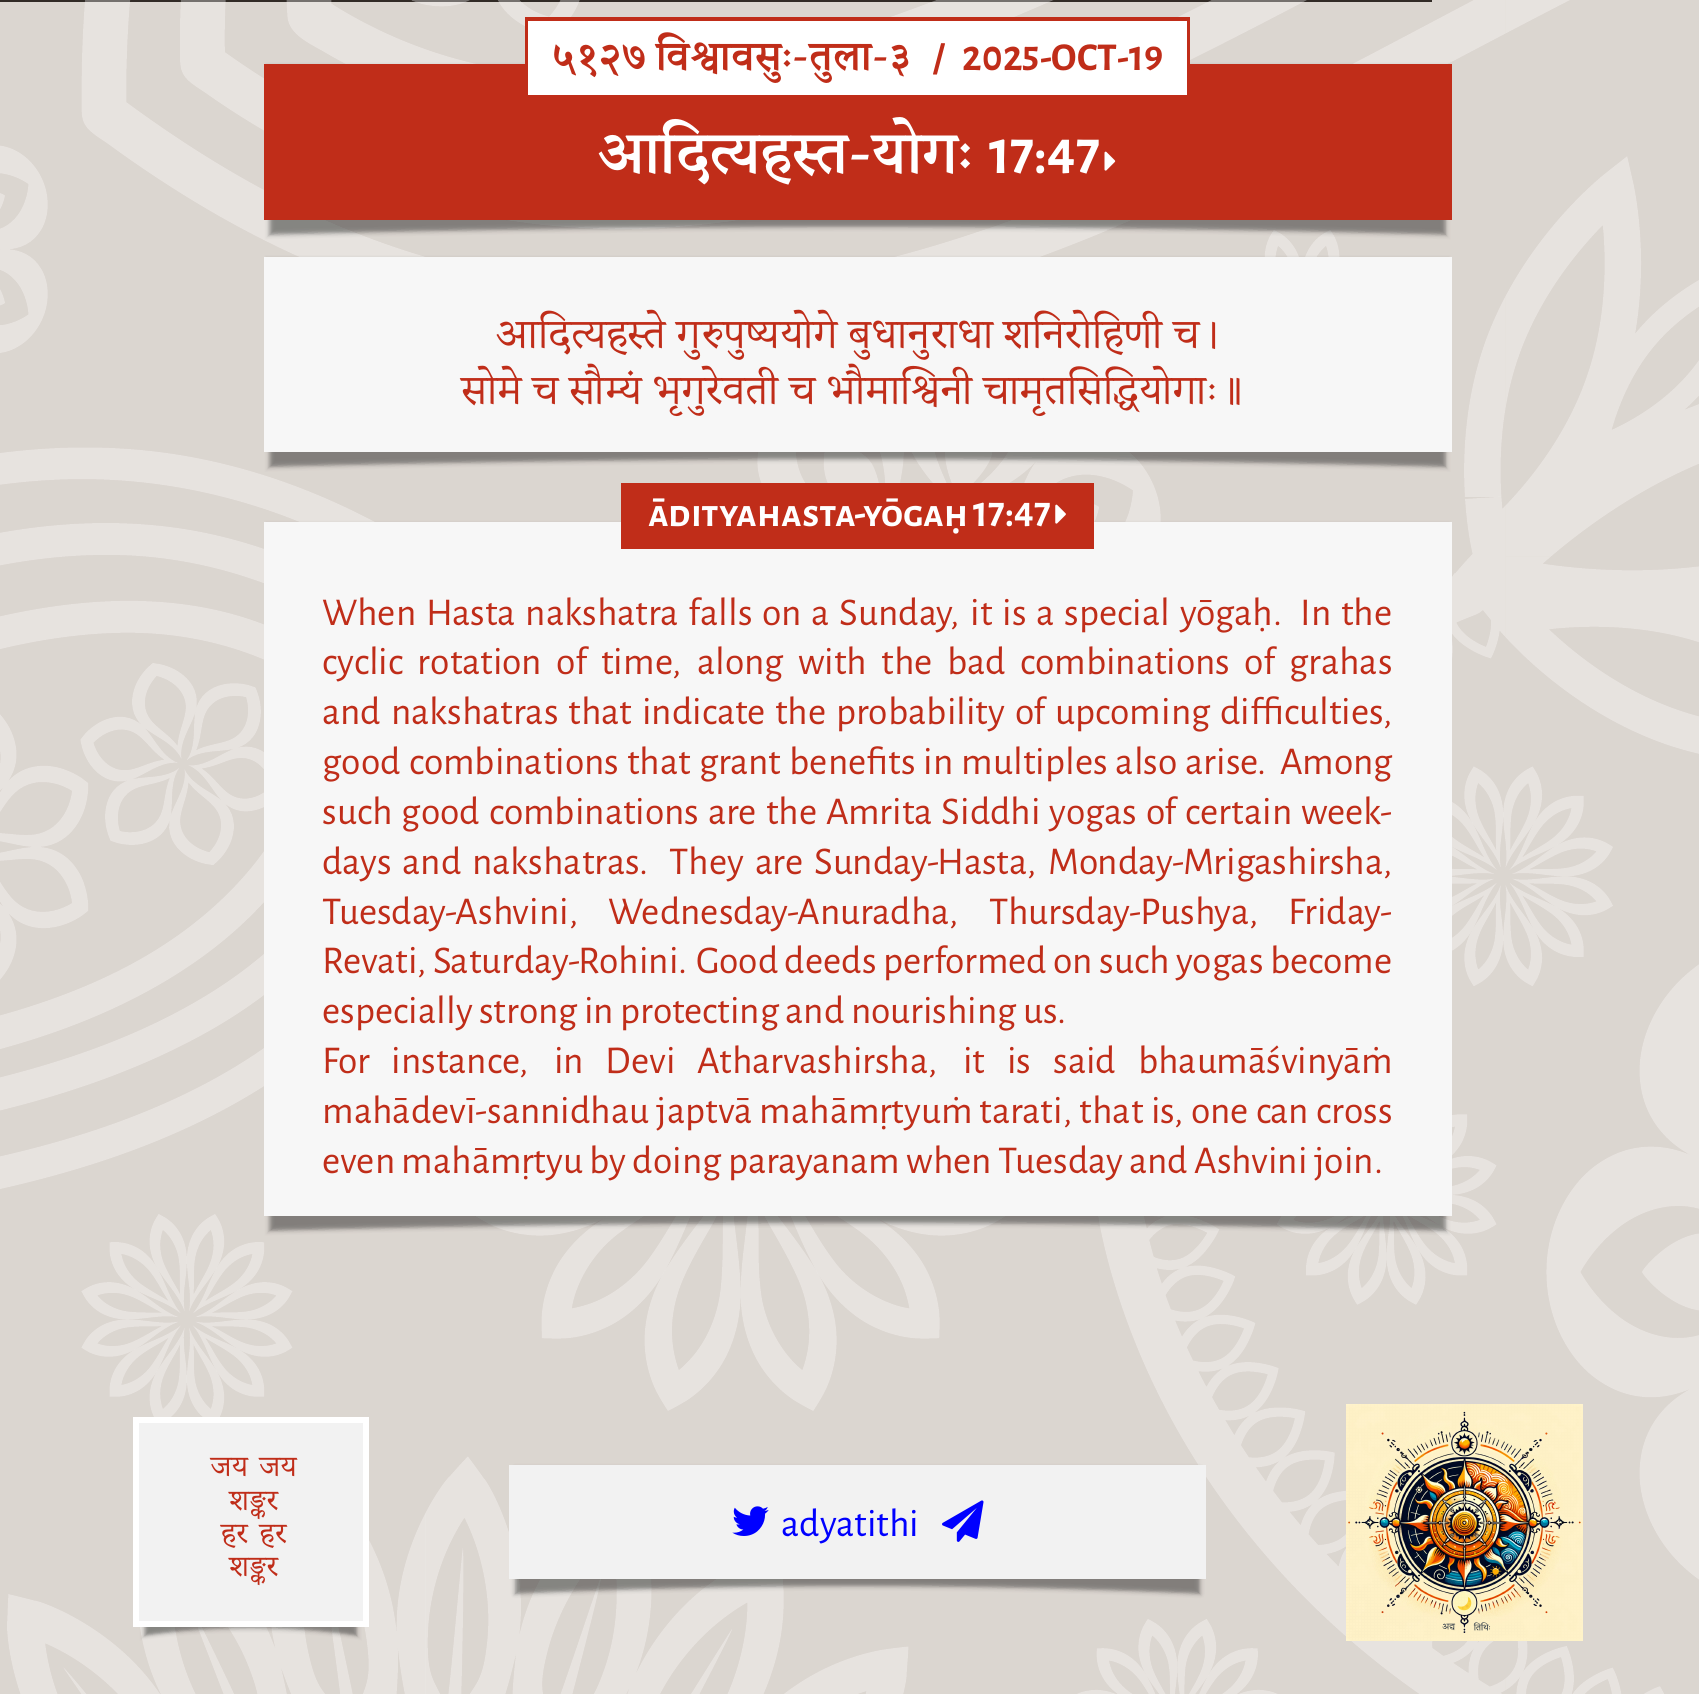 ५१२७ विश्वावसुः-तुला-३ / 2025-OCT-19
आदित्यहस्त-योगः 17:47
आदित्यहस्ते गुरुपुष्ययोगे बुधानुराधा शनिरोहिणी च।
सोमे च सौम्यं भृगुरेवती च भौमाश्विनी चामृतसिद्धियोगाः॥
ĀDITYAHASTA-YŌGAḤ 17:47
When Hasta nakshatra falls on a Sunday, it is a special yōgaḥ. In the
cyclic rotation of time, along with the bad combinations of grahas
and nakshatras that indicate the probability of upcoming difficulties,
good combinations that grant benefits in multiples also arise. Among
such good combinations are the Amrita Siddhi yogas of certain week-
days and nakshatras. They are Sunday-Hasta, Monday-Mrigashirsha,
Tuesday-Ashvini, Wednesday-Anuradha, Thursday-Pushya, Friday-
Revati, Saturday-Rohini. Good deeds performed on such yogas become
especially strong in protecting and nourishing us.
For instance, in Devi Atharvashirsha, it is said bhaumāśvinyāṁ
mahādevī-sannidhau japtvā mahāmṛtyuṁ tarati, that is, one can cross
even mahāmṛtyu by doing parayanam when Tuesday and Ashvini join.
जय जय
शङ्कर
हर हर
शङ्कर
adyatithi
अद्य तिथिः